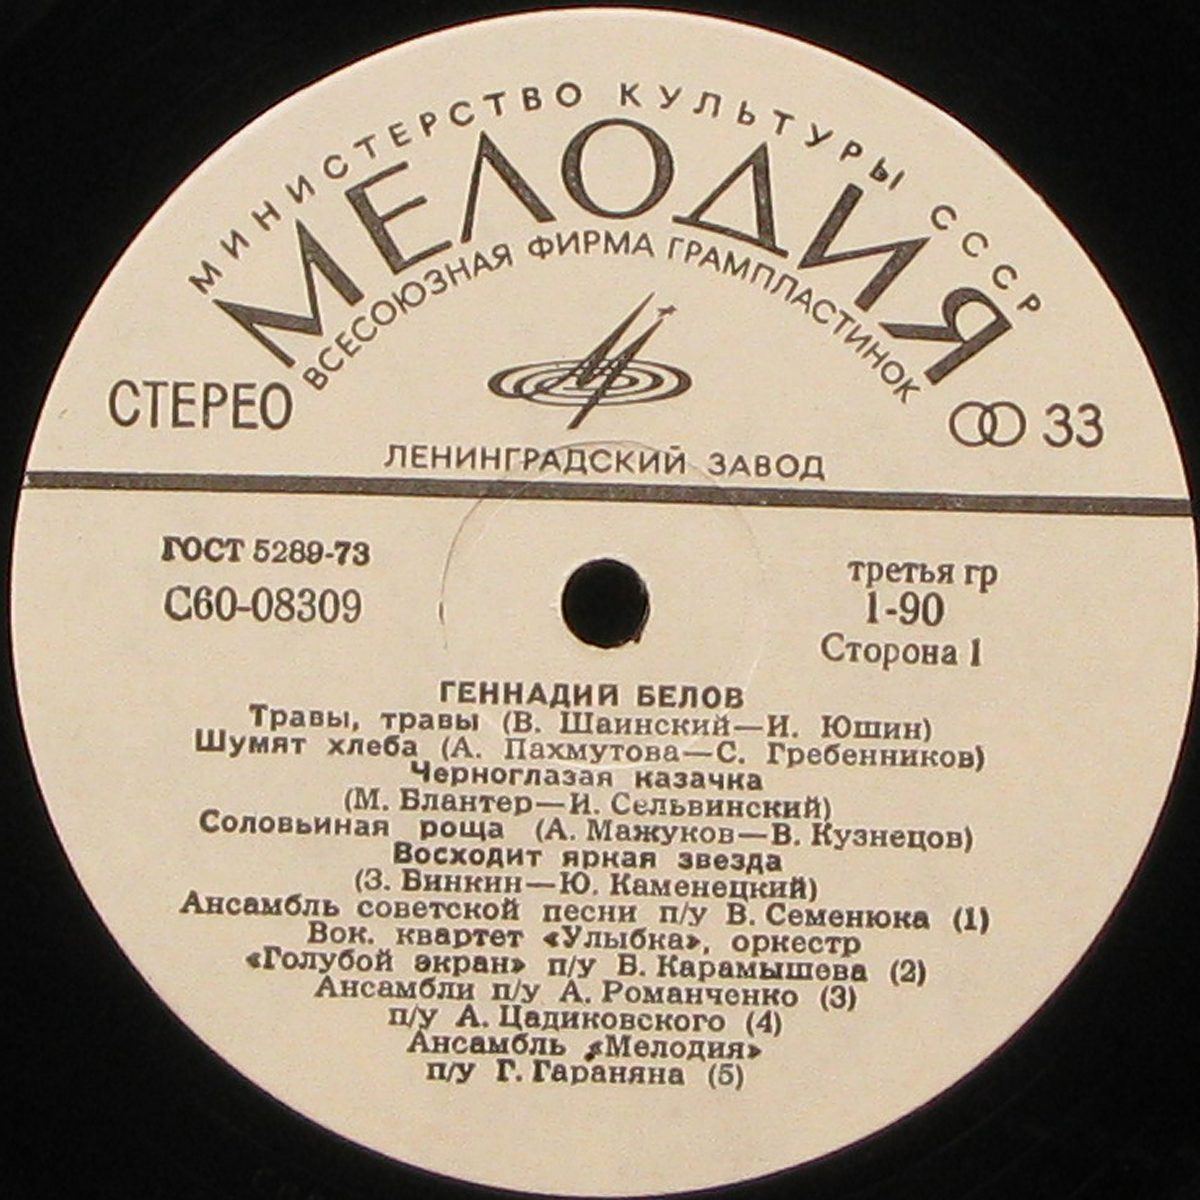 МИНИСТЕРСТВО КУЛЬТУРЫ СССР
МЕЛОДИЯ
ВСЕСОЮЗНАЯ ФИРМА ГРАМПЛАСТИНОК
СТЕРЕО
33
ЛЕНИНГРАДСКИЙ ЗАВОД
ГОСТ 5289-73
С60-08309
третья гр
1-90
Сторона 1
ГЕННАДИЙ БЕЛОВ
Травы, травы (В. Шаинский—И. Юшин)
Шумят хлеба (А. Пахмутова—С. Гребенников)
Черноглазая казачка
(М. Блантер—И. Сельвинский)
Соловьиная роща (А. Мажуков—В. Кузнецов)
Восходит яркая звезда
(З. Бинкин—Ю. Каменецкий)
Ансамбль советской песни п/у В. Семенюка (1)
Вок. квартет «Улыбка», оркестр
«Голубой экран» п/у Б. Карамышева (2)
Ансамбли п/у А. Романченко (3)
п/у А. Цадиковского (4)
Ансамбль «Мелодия»
п/у Г. Гараняна (5)